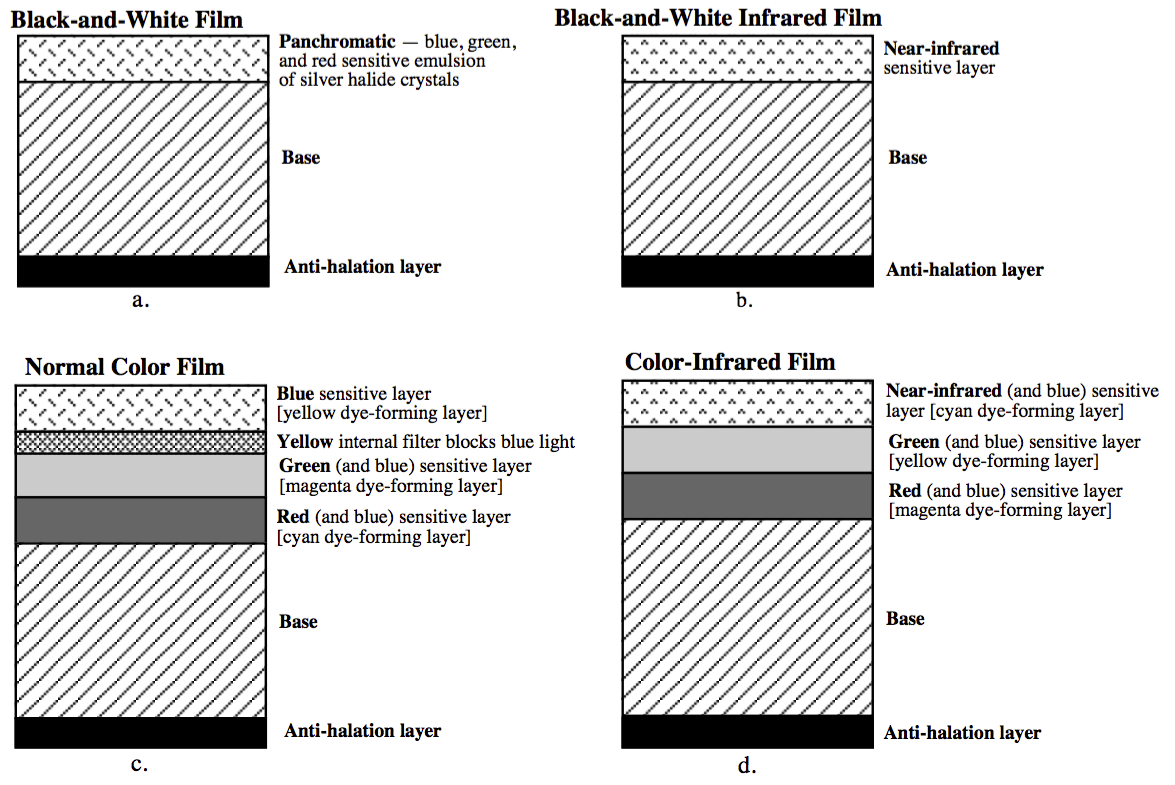 Black-and-White Film
Panchromatic — blue, green,
and red sensitive emulsion
of silver halide crystals
Base
Anti-halation layer
a.
Black-and-White Infrared Film
Near-infrared
sensitive layer
Base
Anti-halation layer
b.
Normal Color Film
Blue sensitive layer
[yellow dye-forming layer]
Yellow internal filter blocks blue light
Green (and blue) sensitive layer
[magenta dye-forming layer]
Red (and blue) sensitive layer
[cyan dye-forming layer]
Base
Anti-halation layer
c.
Color-Infrared Film
Near-infrared (and blue) sensitive
layer [cyan dye-forming layer]
Green (and blue) sensitive layer
[yellow dye-forming layer]
Red (and blue) sensitive layer
[magenta dye-forming layer]
Base
Anti-halation layer
d.